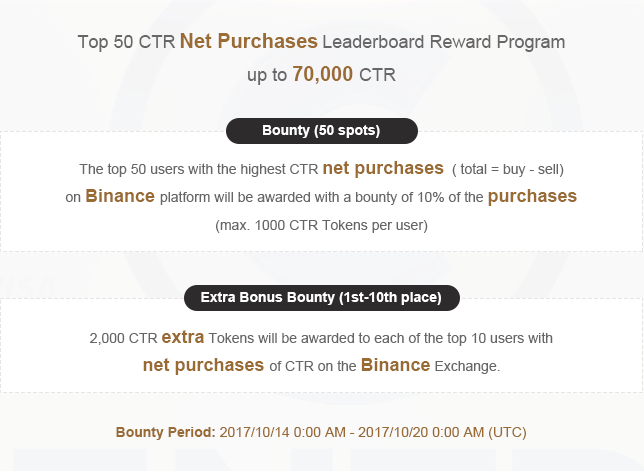 Top 50 CTR Net Purchases Leaderboard Reward Program
up to 70,000 CTR
Bounty (50 spots)
The top 50 users with the highest CTR net purchases ( total = buy - sell)
on Binance platform will be awarded with a bounty of 10% of the purchases
(max. 1000 CTR Tokens per user)
Extra Bonus Bounty (1st-10th place)
2,000 CTR extra Tokens will be awarded to each of the top 10 users with
net purchases of CTR on the Binance Exchange.
Bounty Period: 2017/10/14 0:00 AM - 2017/10/20 0:00 AM (UTC)